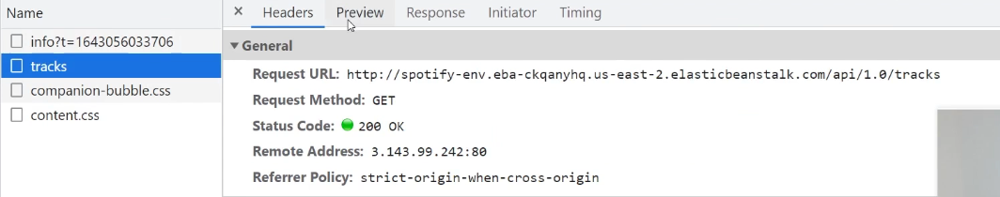 Name
× Headers Preview Response Initiator Timing
info?t=1643056033706
tracks
companion-bubble.css
content.css
▼ General
Request URL: http://spotify-env.eba-ckqanyhq.us-east-2.elasticbeanstalk.com/api/1.0/tracks
Request Method: GET
Status Code: 200 OK
Remote Address: 3.143.99.242:80
Referrer Policy: strict-origin-when-cross-origin